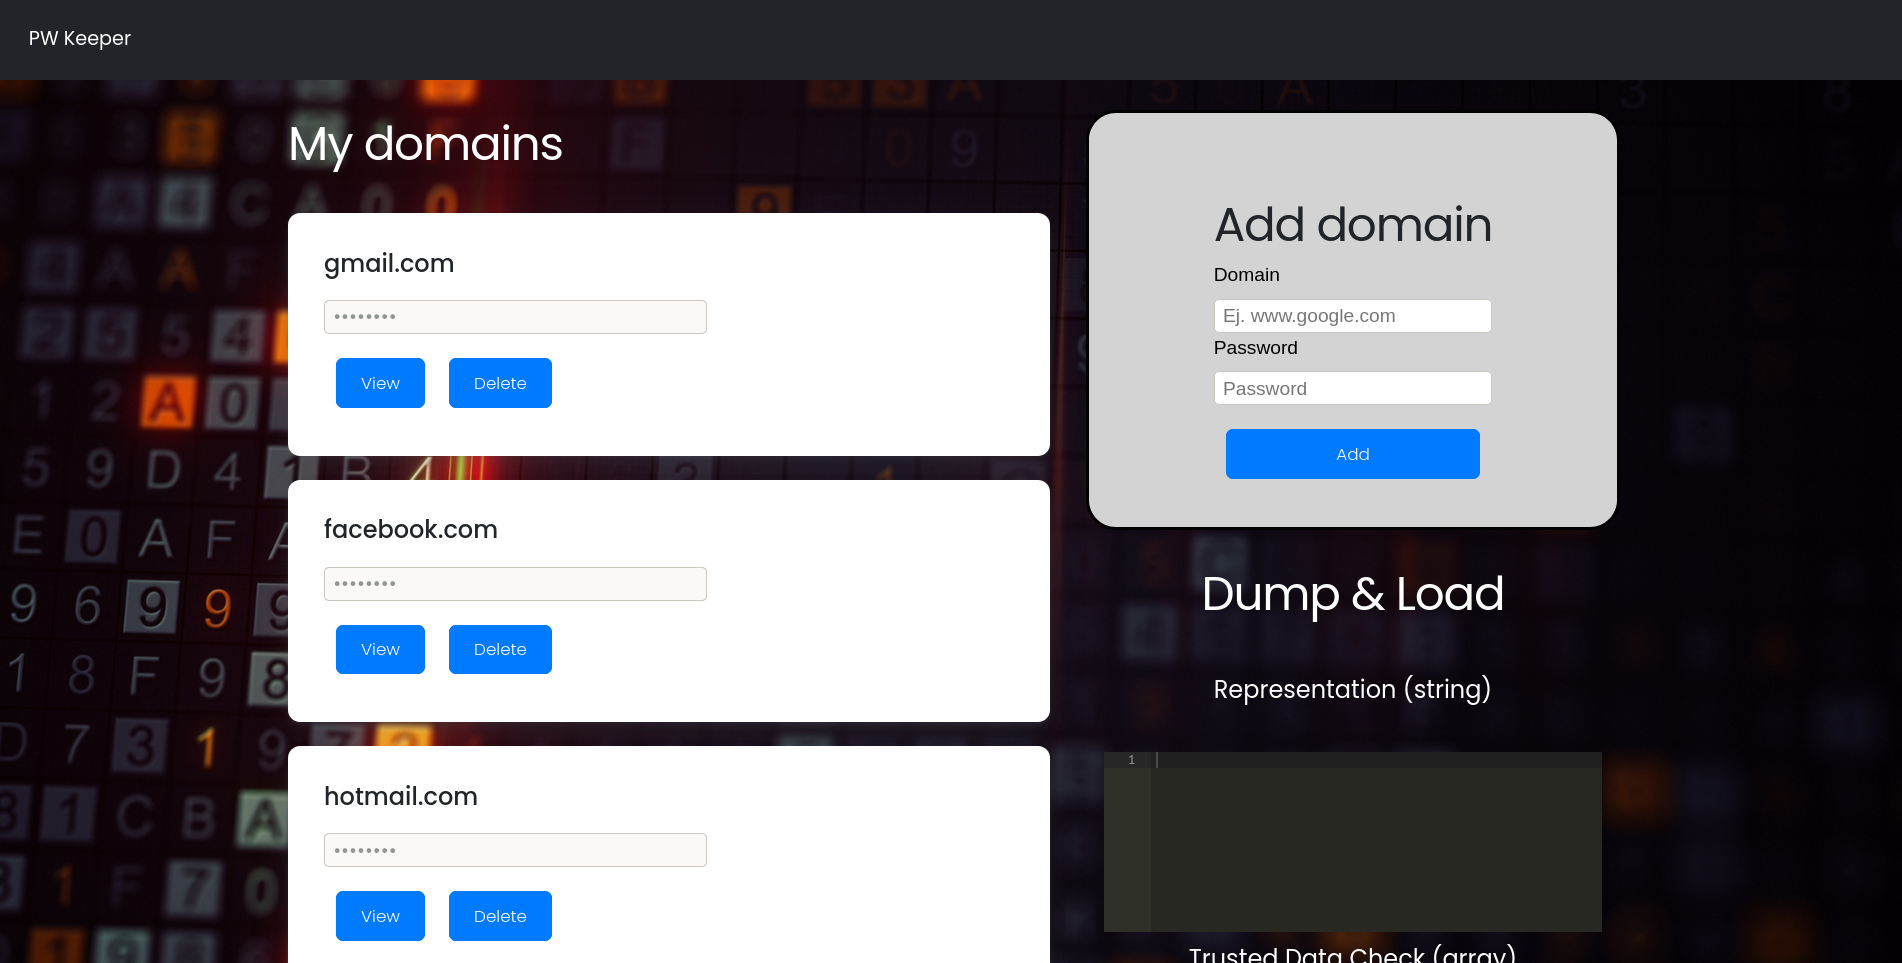 PW Keeper
My domains
gmail.com
••••••••
View Delete
facebook.com
••••••••
View Delete
hotmail.com
••••••••
View Delete
Add domain
Domain
Ej. www.google.com
Password
Password
Add
Dump & Load
Representation (string)
1
Trusted Data Check (array)